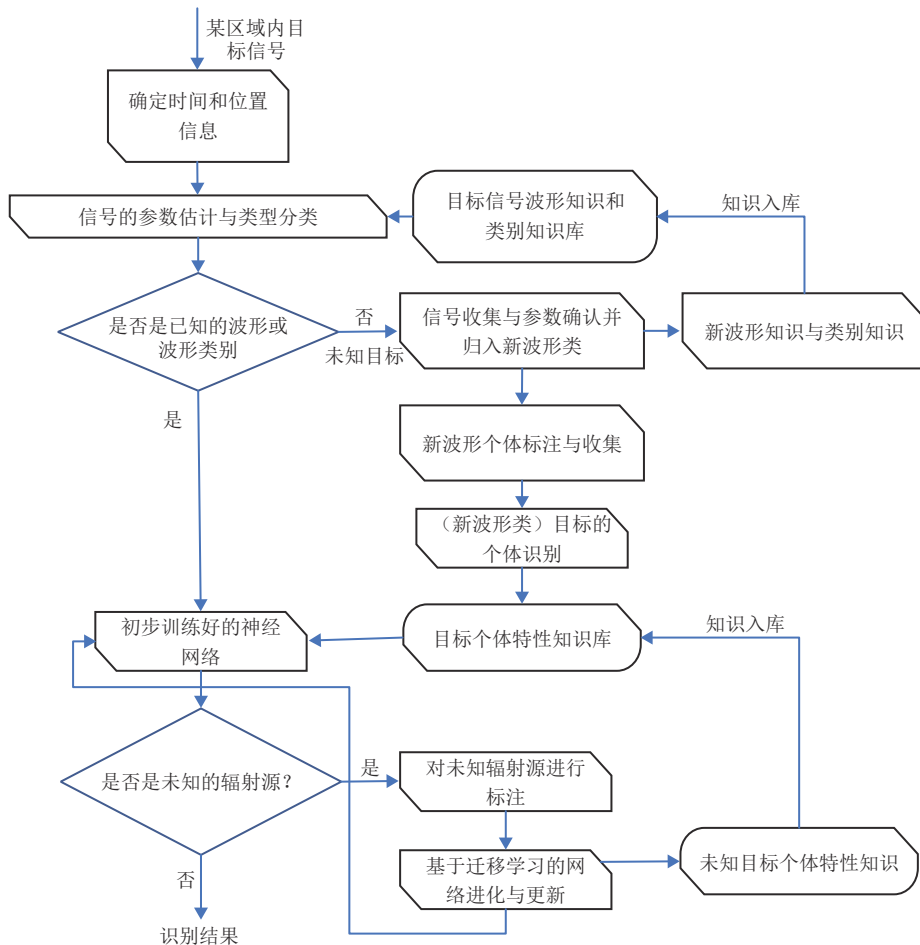 某区域内目
标信号
确定时间和位置
信息
信号的参数估计与类型分类
目标信号波形知识和
类别知识库
知识入库
是否是已知的波形或
波形类别
否
未知目标
信号收集与参数确认并
归入新波形类
新波形知识与类别知识
是
新波形个体标注与收集
（新波形类）目标的
个体识别
初步训练好的神经
网络
目标个体特性知识库
知识入库
是否是未知的辐射源？
是
对未知辐射源进行
标注
基于迁移学习的网
络进化与更新
未知目标个体特性知识
否
识别结果